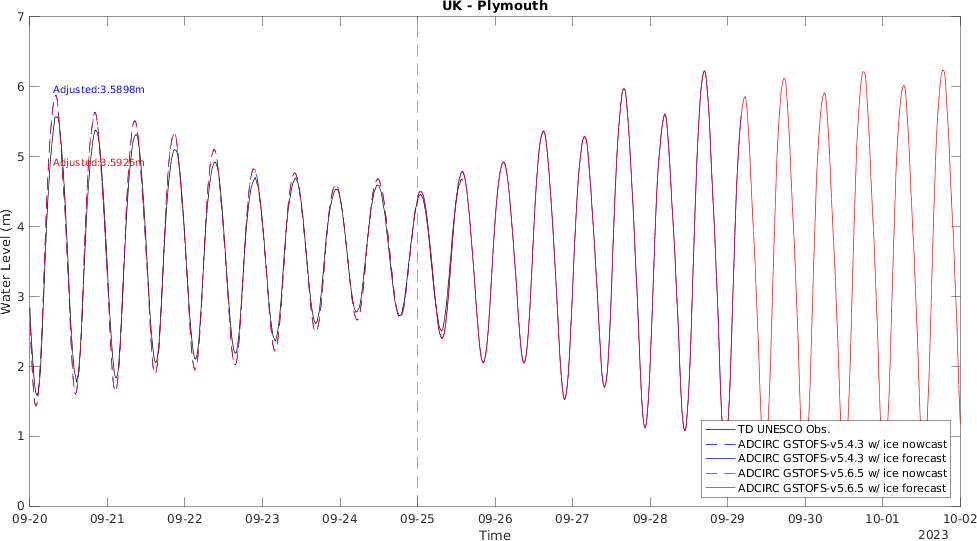 UK - Plymouth
7
6
5
4
3
2
1
0
Water Level (m)
Adjusted:3.5898m
Adjusted:3.5925m
TD UNESCO Obs.
ADCIRC GSTOFS-v5.4.3 w/ ice nowcast
ADCIRC GSTOFS-v5.4.3 w/ ice forecast
ADCIRC GSTOFS-v5.6.5 w/ ice nowcast
ADCIRC GSTOFS-v5.6.5 w/ ice forecast
09-20 09-21 09-22 09-23 09-24 09-25 09-26 09-27 09-28 09-29 09-30 10-01 10-02
Time
2023